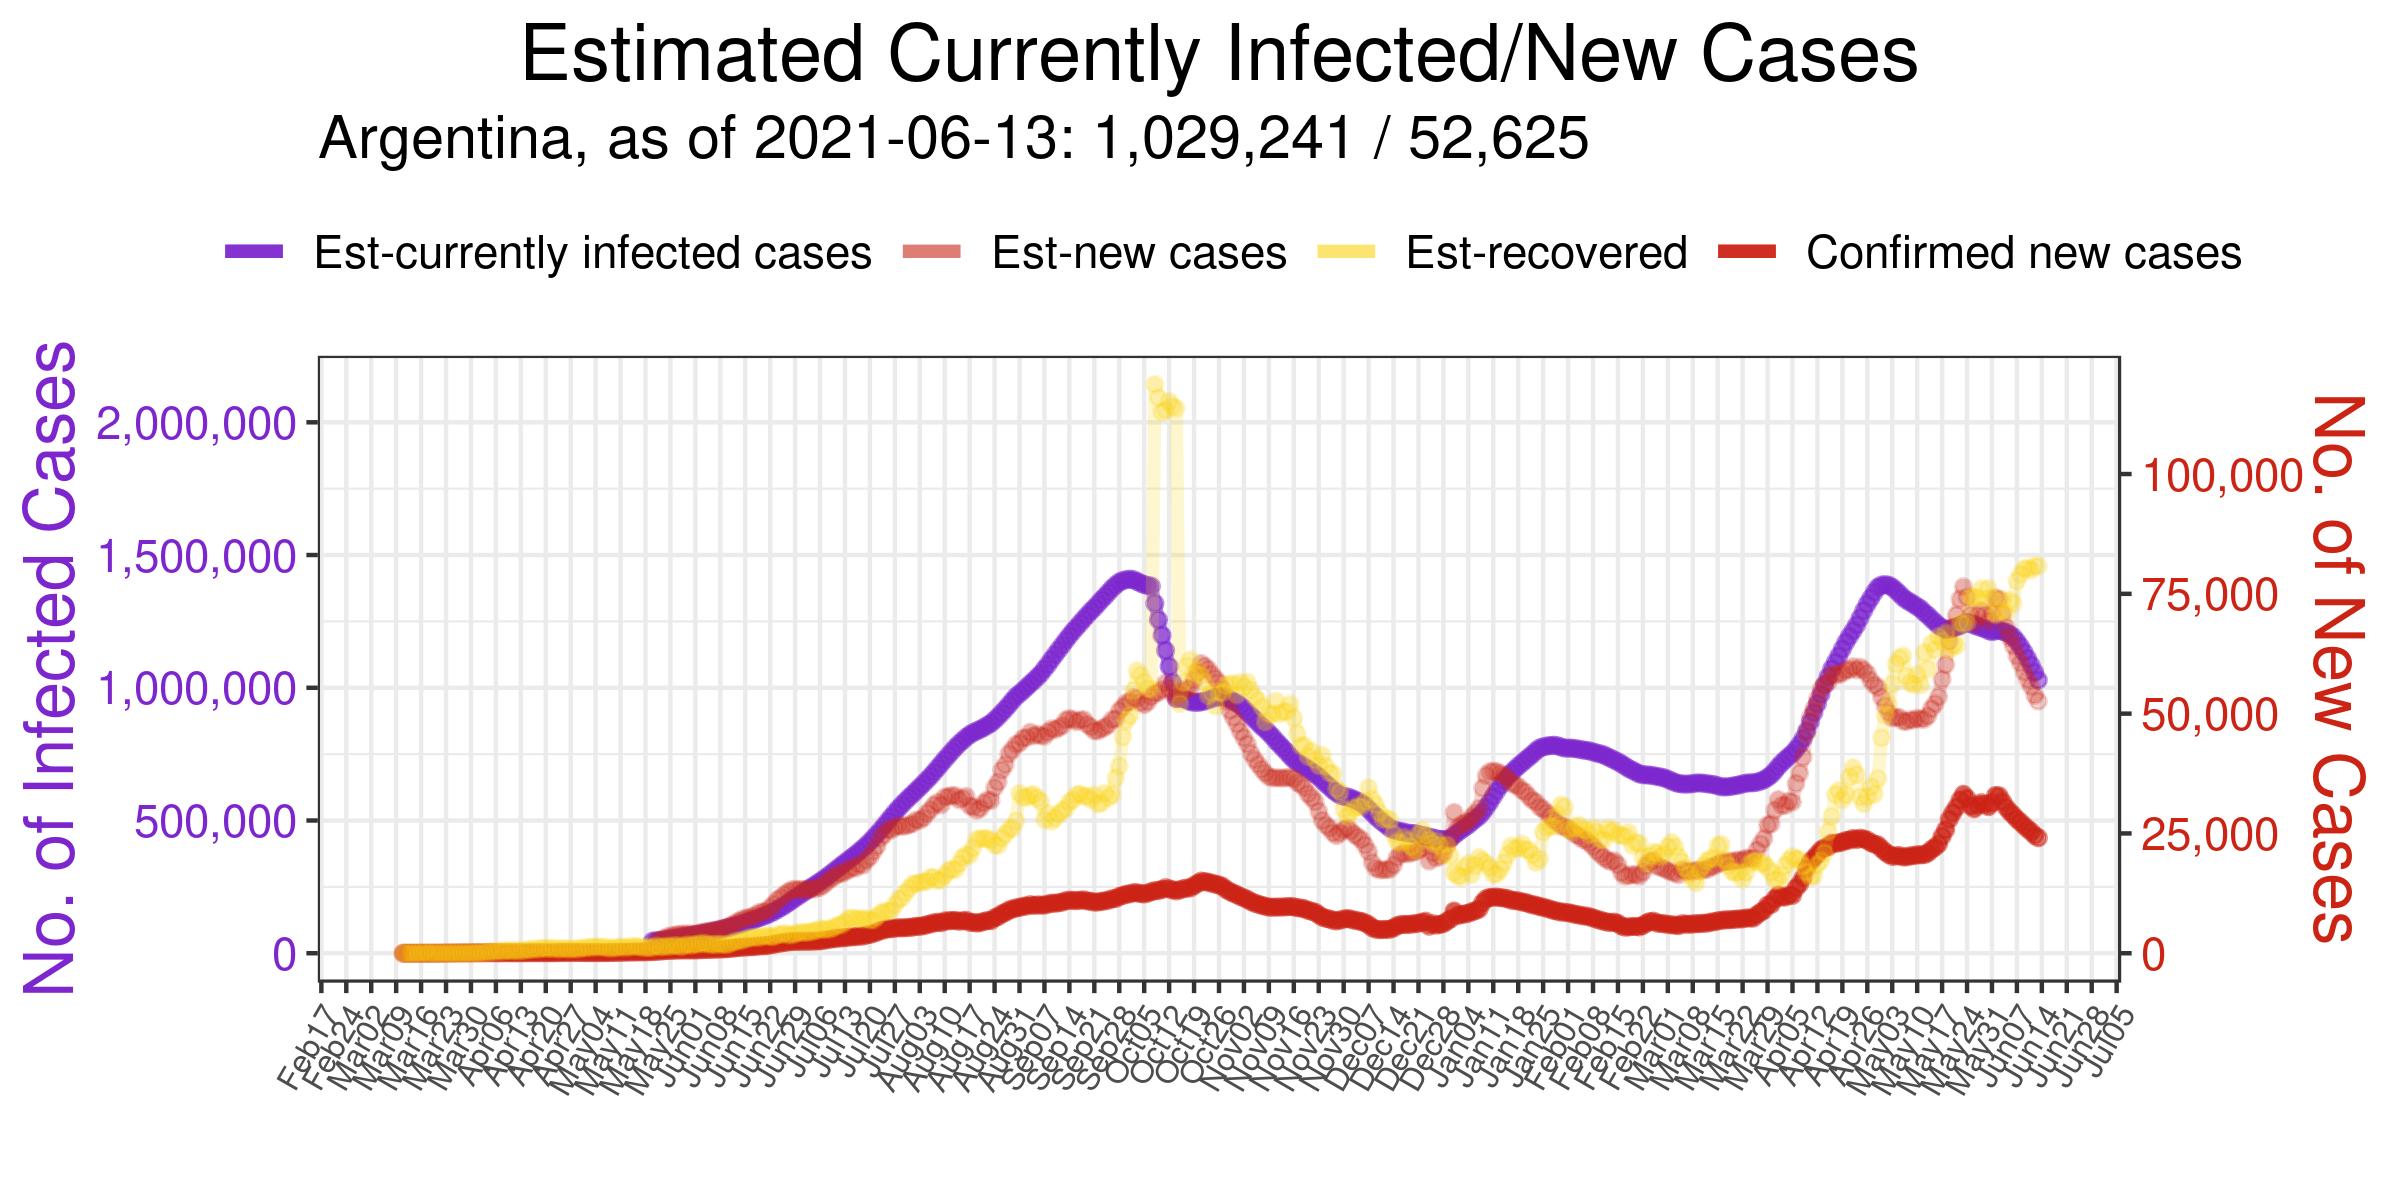 Estimated Currently Infected/New Cases
Argentina, as of 2021-06-13: 1,029,241 / 52,625
Est-currently infected cases
Est-new cases
Est-recovered
Confirmed new cases
No. of Infected Cases
2,000,000
1,500,000
1,000,000
500,000
0
100,000
75,000
50,000
25,000
0
No. of New Cases
Feb17
Feb24
Mar02
Mar09
Mar16
Mar23
Mar30
Apr06
Apr13
Apr20
Apr27
May04
May11
May18
May25
Jun01
Jun08
Jun15
Jun22
Jun29
Jul06
Jul13
Jul20
Jul27
Aug03
Aug10
Aug17
Aug24
Aug31
Sep07
Sep14
Sep21
Sep28
Oct05
Oct12
Oct19
Oct26
Nov02
Nov09
Nov16
Nov23
Nov30
Dec07
Dec14
Dec21
Dec28
Jan04
Jan11
Jan18
Jan25
Feb01
Feb08
Feb15
Feb22
Mar01
Mar08
Mar15
Mar22
Mar29
Apr05
Apr12
Apr19
Apr26
May03
May10
May17
May24
May31
Jun07
Jun14
Jun21
Jun28
Jul05